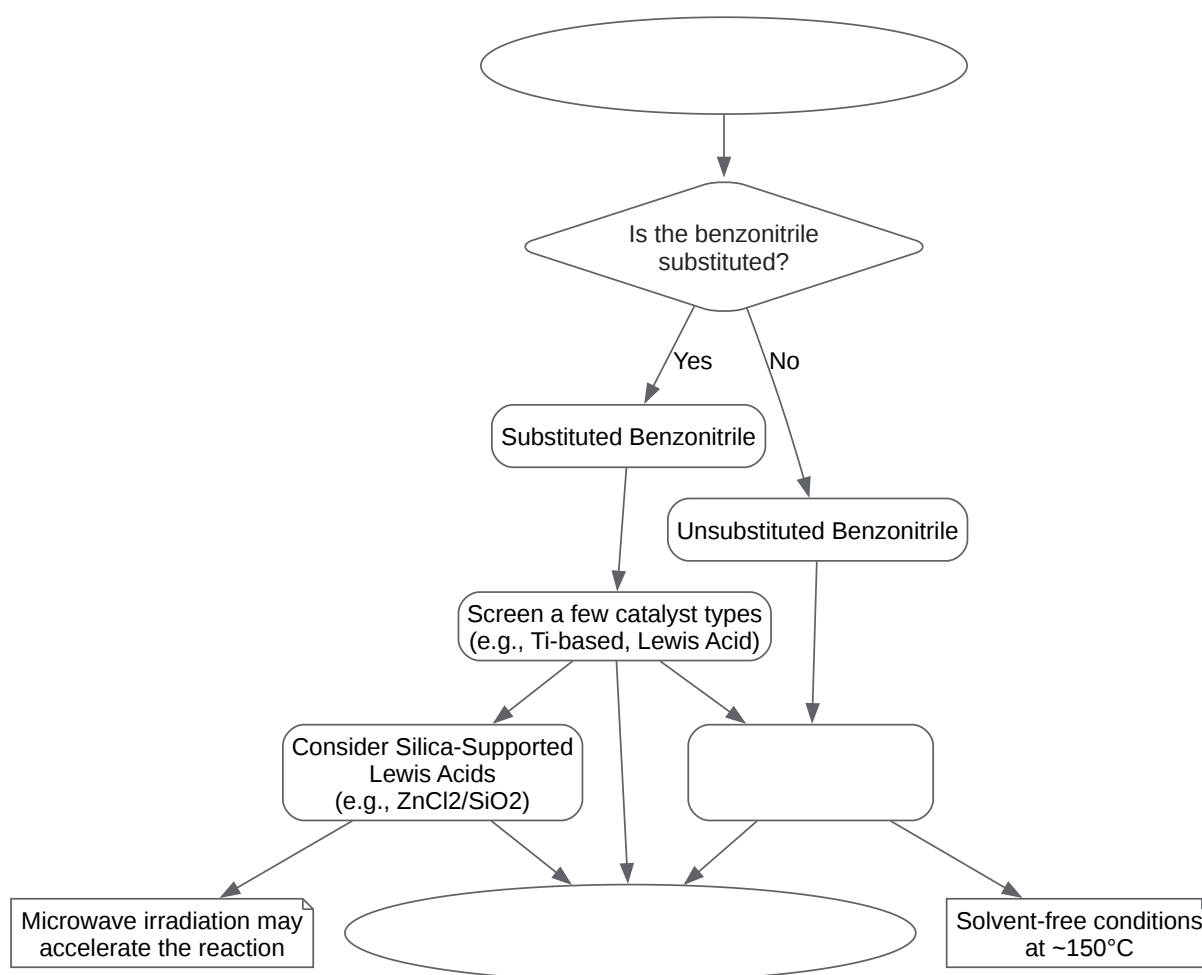 Is the benzonitrile
substituted?
Yes
No
Substituted Benzonitrile
Unsubstituted Benzonitrile
Screen a few catalyst types
(e.g., Ti-based, Lewis Acid)
Consider Silica-Supported
Lewis Acids
(e.g., ZnCl2/SiO2)
Microwave irradiation may
accelerate the reaction
Solvent-free conditions
at ~150°C